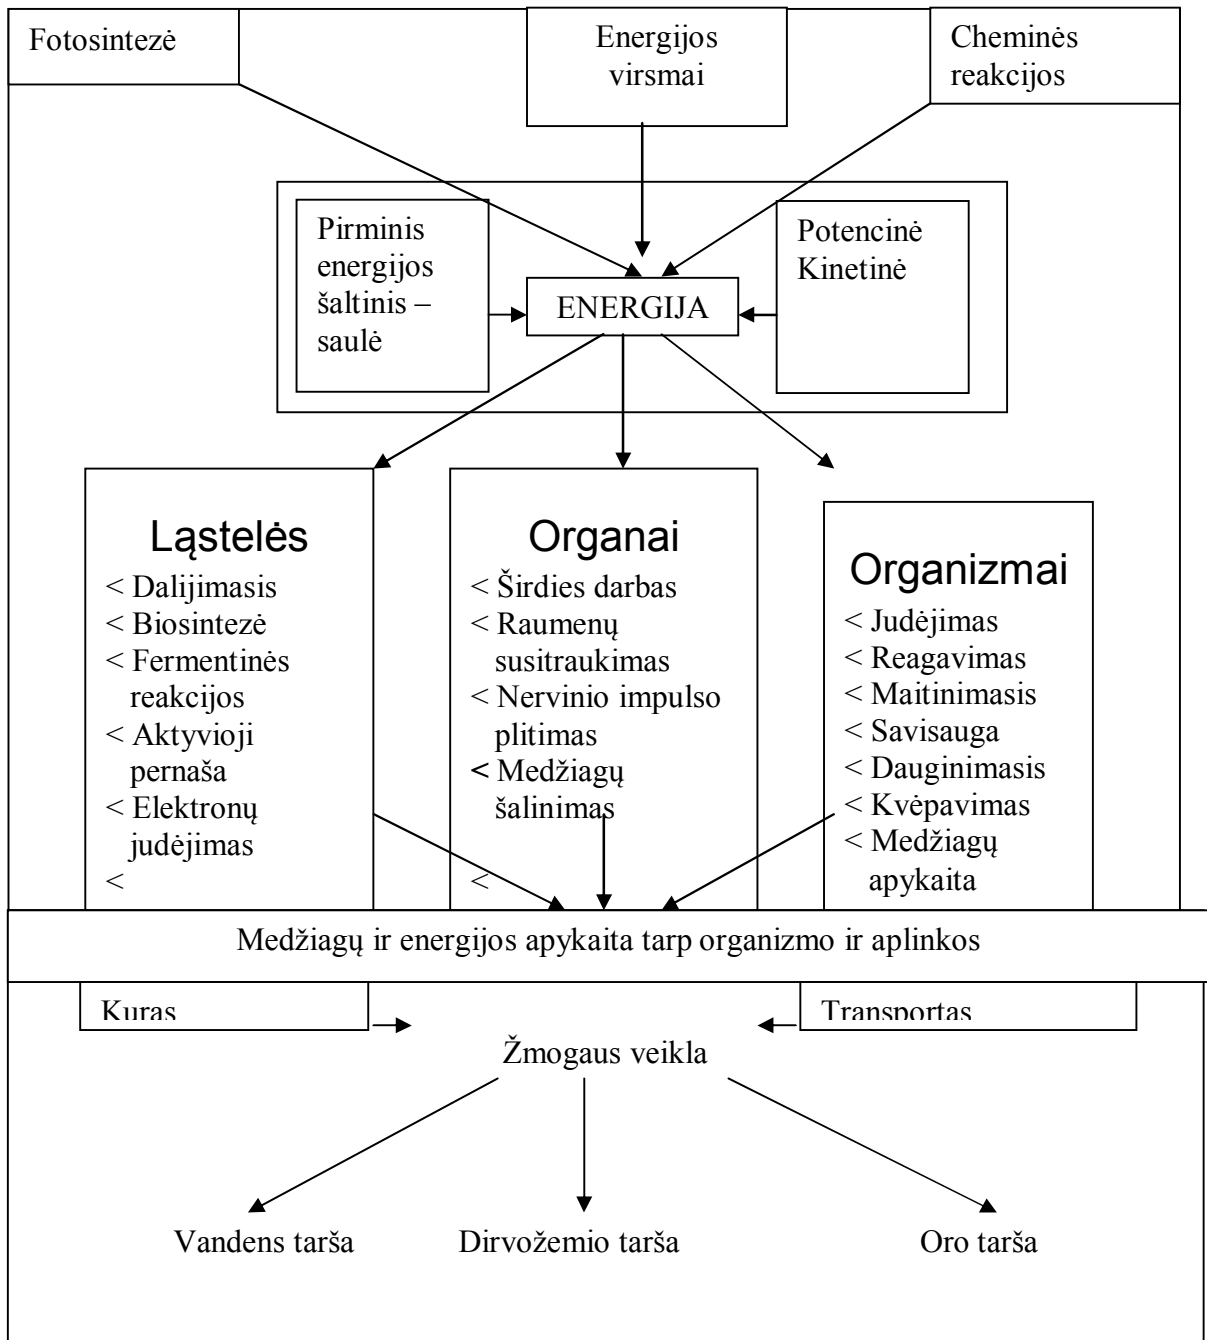 Fotosintezė
Energijos
virsmai
Cheminės
reakcijos
Pirminis
energijos
šaltinis –
saulė
Potencinė
Kinetinė
ENERGIJA
Ląstelės
< Dalijimasis
< Biosintezė
< Fermentinės
reakcijos
< Aktyvioji
pernaša
< Elektronų
judėjimas
<
Organai
< Širdies darbas
< Raumenų
susitraukimas
< Nervinio impulso
plitimas
< Medžiagų
šalinimas
<
Organizmai
< Judėjimas
< Reagavimas
< Maitinimasis
< Savisauga
< Dauginimasis
< Kvėpavimas
< Medžiagų
apykaita
Medžiagų ir energijos apykaita tarp organizmo ir aplinkos
Kuras
Transportas
Žmogaus veikla
Vandens tarša
Dirvožemio tarša
Oro tarša